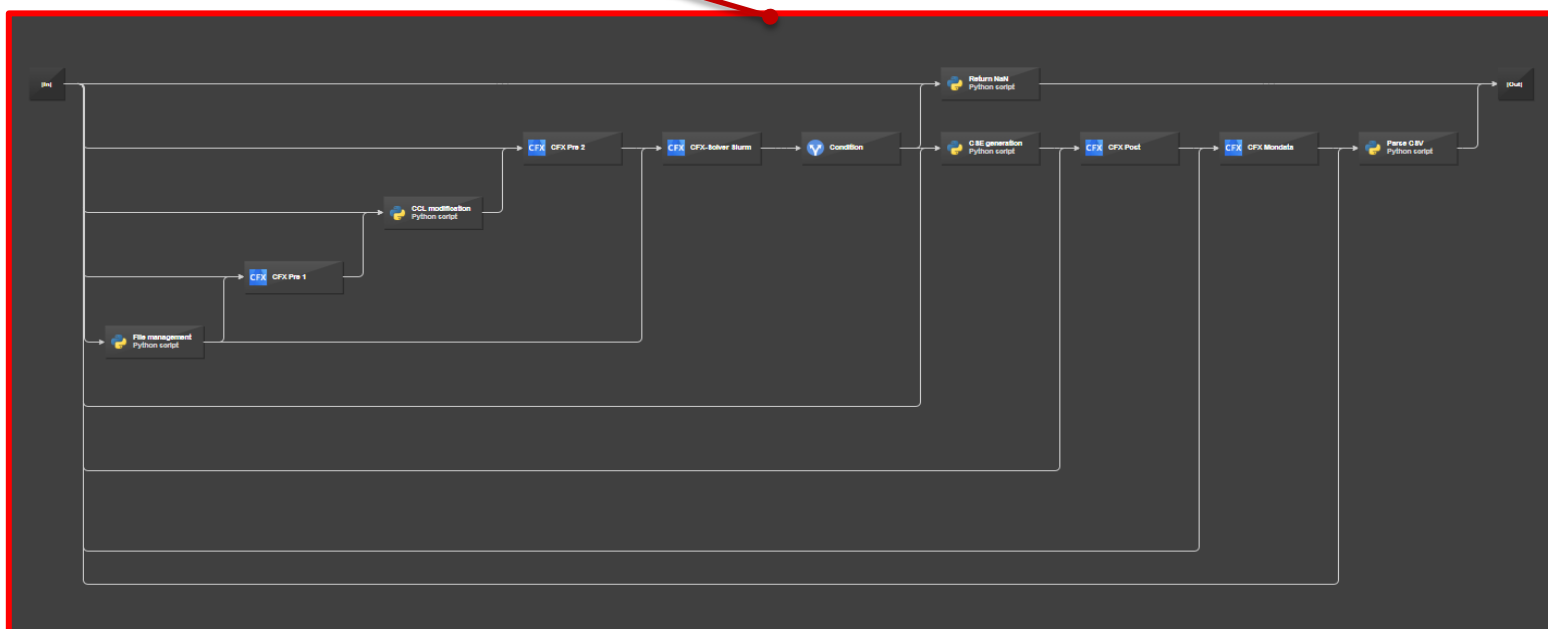 [In]
Return NaN
Python script
[Out]
CFX CFX Pre 2
CFX CFX-Solver Slurm
Condition
CSE generation
Python script
CFX CFX Post
CFX CFX Mondata
Parse CSV
Python script
CCL modification
Python script
CFX CFX Pre 1
File management
Python script